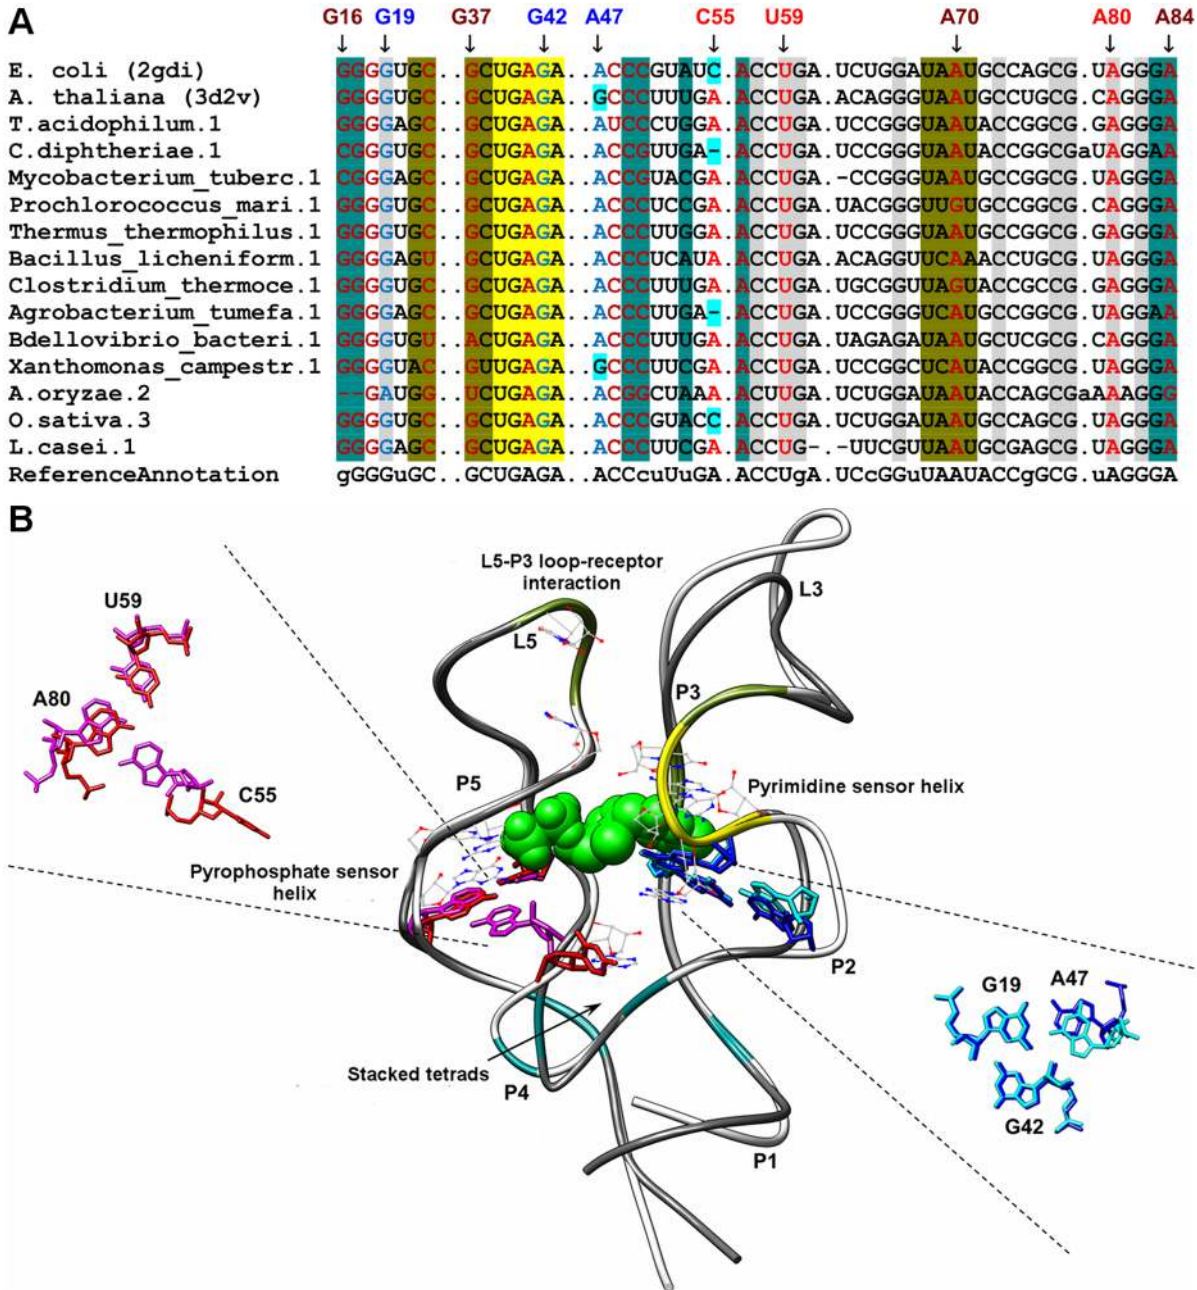 A
G16 G19 G37 G42 A47 C55 U59 A70 A80 A84
E. coli (2gdi) GGGGUGC..GCUGAGA..ACCCGUAUC.ACCUGA.UCUGGAUAAUGCCAGCG.UAGGGA
A. thaliana (3d2v) GGGGUGC..GCUGAGA..GCCCUUUGA.ACCUGA.ACAGGGUAAUGCCUGCG.CAGGGA
T.acidophilum.1 GGGGAGC..GCUGAGA..AUCCCUGGA.ACCUGA.UCCGGGUAAUACCGGCG.GAGGGA
C.diphtheriae.1 CGGGAGC..GCUGAGA..ACCGUUGA-.ACCUGA.UCCGGGUAAUACCGGCGaUAGGAA
Mycobacterium_tuberc.1 CGGGAGC..GCUGAGA..ACCGUACGA.ACCUGA.-CCGGGUAAUGCCGGCG.UAGGGA
Prochlorococcus_mari.1 GGGGUGC..GCUGAGA..ACCCUCCGA.ACCUGA.UACGGGUUGUGCCGGCG.UAGGGA
Thermus_thermophilus.1 GGGGUGC..GCUGAGA..ACCCUUGGA.ACCUGA.UCCGGGUAAUGCCGGCG.GAGGGA
Bacillus_licheniform.1 GGGGAGU..GCUGAGA..ACCCUCAUA.ACCUGA.ACAGGUUCAAACCUGCG.UAGGGA
Clostridium_thermoce.1 GGGGAGC..GCUGAGA..ACCCUUUGA.ACCUGA.UGCGGUUAGUACCGCCG.GAGGGA
Agrobacterium_tumefa.1 GGGGAGC..GCUGAGA..ACCCUUGA-.ACCUGA.UCCGGGUCAUGCCGGCG.UAGGAA
Bdellovibrio_bacteri.1 GGGGUGU..ACUGAGA..ACCCUUUGA.ACCUGA.UAGAGAUAAUGCUCGCG.CAGGGA
Xanthomonas_campestr.1 GGGGUAC..GUUGAGA..GCCCUUCGA.ACCUGA.UCCGGCUCAUACCGGCG.UAGGGA
A.oryzae.2 --GAUGG..UCUGAGA..ACGGCUAAA.ACUUGA.UCUGGAUAAUACCAGCGaAAAGGG
O.sativa.3 GGGGUGC..GCUGAGA..ACCCGUACC.ACCUGA.UCUGGAUAAUGCCAGCG.UAGGGA
L.casei.1 GGGGAGC..GCUGAGA..ACCCUUCGA.ACCUG-.-UUCGUUAAUGCGAGCG.UAGGGA
ReferenceAnnotation gGGGuGC..GCUGAGA..ACCcuUuGA.ACCUgA.UCcGGuUAAUACCgGCG.uAGGGA
B
L5-P3 loop-receptor
interaction
L3
U59
L5
A80
P3
C55
P5
Pyrimidine sensor helix
Pyrophosphate sensor
helix
P2
G19 A47
Stacked tetrads
P4
G42
P1